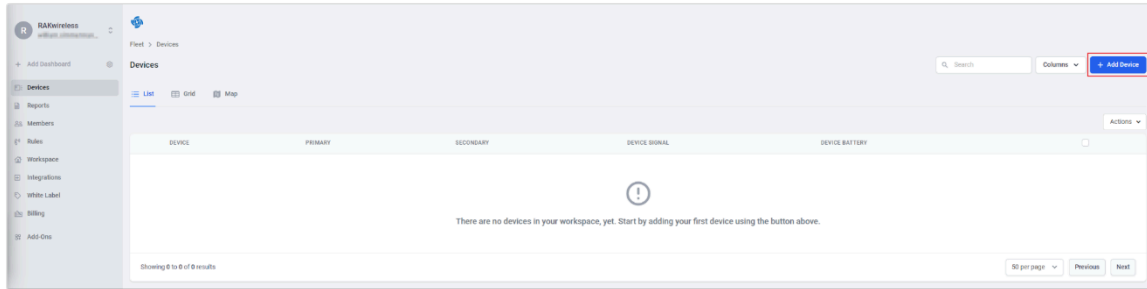 R
RAKwireless
Fleet > Devices
+ Add Dashboard
Devices
Search
Columns
+ Add Device
Devices
Reports
Members
Rules
Workspace
Integrations
White Label
Billing
Add-Ons
List Grid Map
Actions
DEVICE PRIMARY SECONDARY DEVICE SIGNAL DEVICE BATTERY
There are no devices in your workspace, yet. Start by adding your first device using the button above.
Showing 0 to 0 of 0 results
50 per page Previous Next